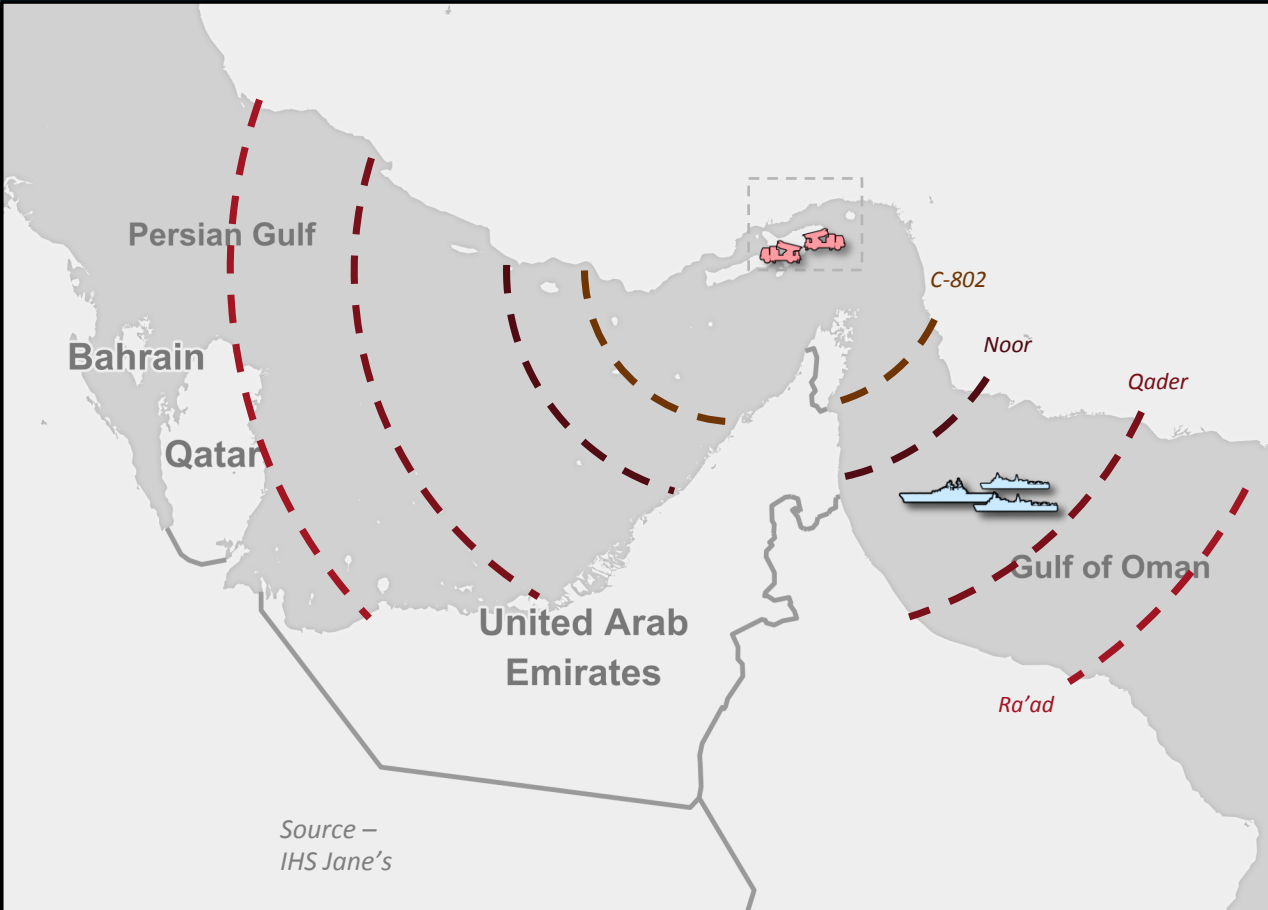 Persian Gulf
C-802
Noor
Bahrain
Qader
Qatar
Gulf of Oman
United Arab
Emirates
Ra’ad
Source –
IHS Jane’s